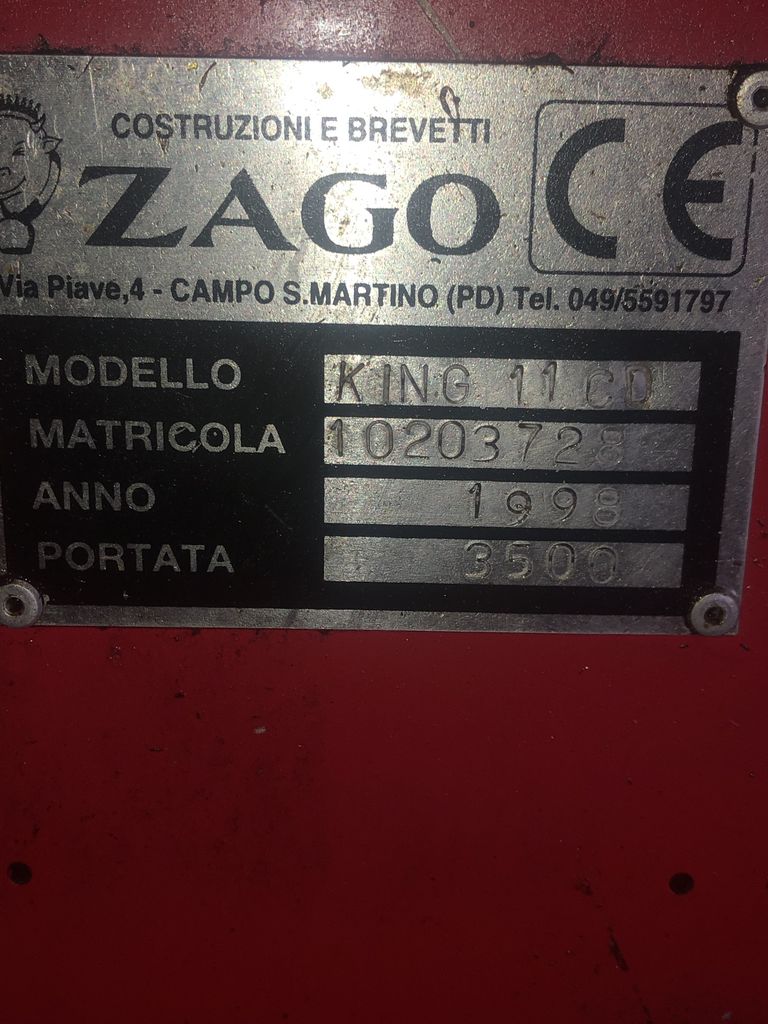 COSTRUZIONI E BREVETTI
ZAGO CE
Via Piave,4 - CAMPO S.MARTINO (PD) Tel. 049/5591797
MODELLO KING 11 CD
MATRICOLA 10203728
ANNO 1998
PORTATA 3500